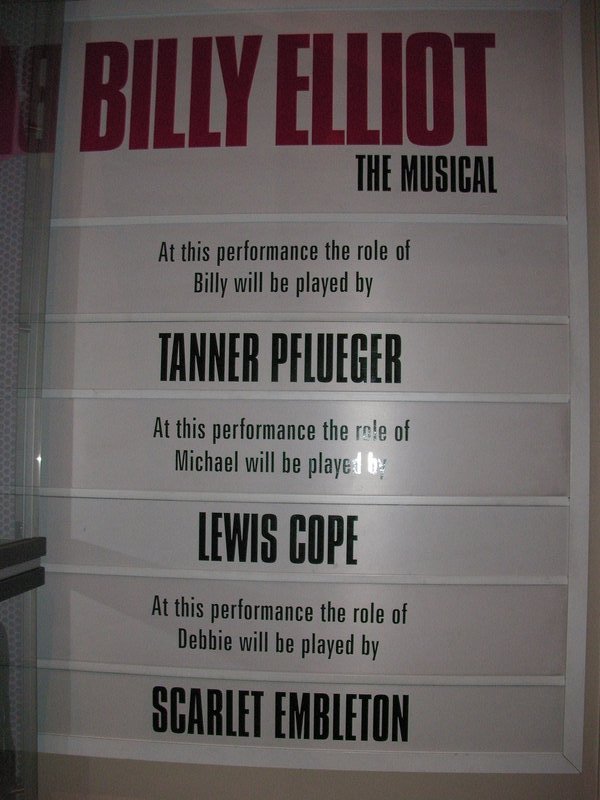 BILLY ELLIOT
THE MUSICAL
At this performance the role of
Billy will be played by
TANNER PFLUEGER
At this performance the role of
Michael will be played by
LEWIS COPE
At this performance the role of
Debbie will be played by
SCARLET EMBLETON